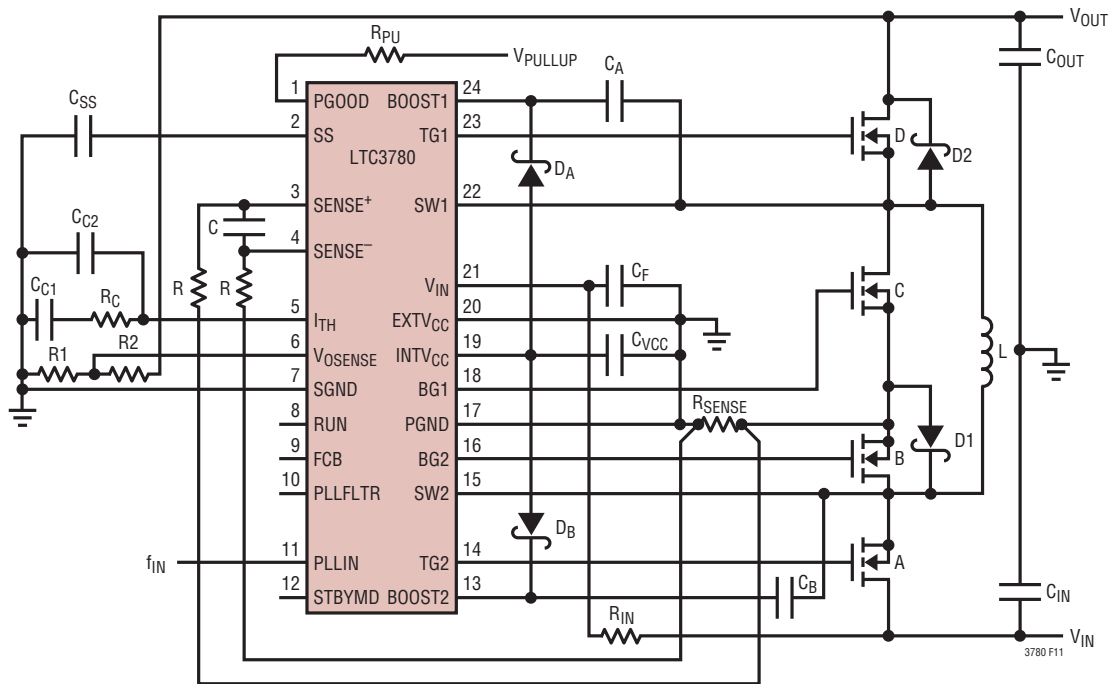 V_OUT
R_PU
V_PULLUP
C_OUT
C_A
C_SS
1 PGOOD BOOST1 24
2 SS TG1 23
LTC3780
D
D2
D_A
3 SENSE+ SW1 22
C
4 SENSE–
C_C2
R R
V_IN 21
C_F
C
C_C1 R_C
5 I_TH EXTV_CC 20
R1 R2
6 V_OSENSE INTV_CC 19
C_VCC
L
7 SGND BG1 18
R_SENSE
8 RUN PGND 17
9 FCB BG2 16
B
D1
10 PLLFLTR SW2 15
D_B
f_IN
11 PLLIN TG2 14
A
12 STBYMD BOOST2 13
C_B
C_IN
R_IN
V_IN
3780 F11